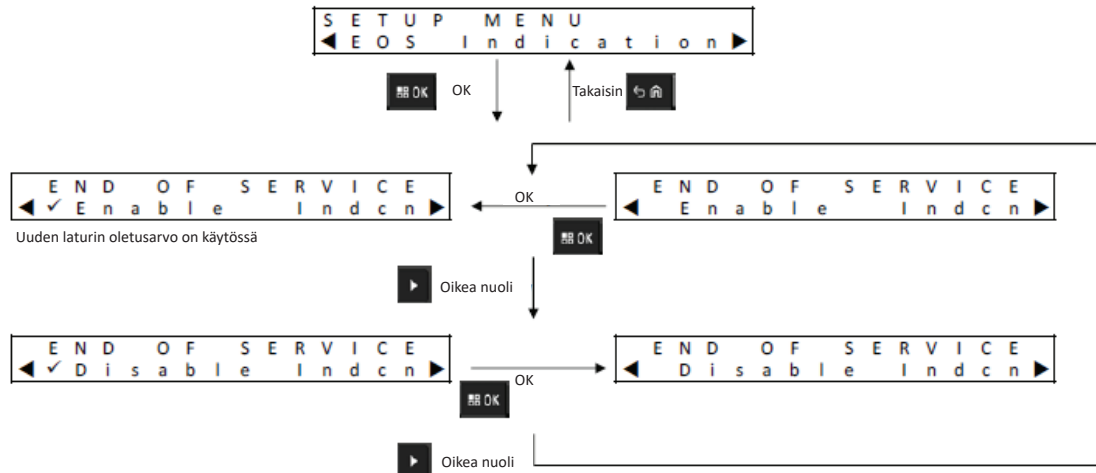 SETUP MENU
◀EOS Indication▶
OK OK Takaisin
END OF SERVICE OK END OF SERVICE
◀✓Enable Indcn▶ ◀ Enable Indcn▶
Uuden laturin oletusarvo on käytössä
OK
Oikea nuoli
END OF SERVICE END OF SERVICE
◀✓Disable Indcn▶ OK ◀ Disable Indcn▶
OK
Oikea nuoli